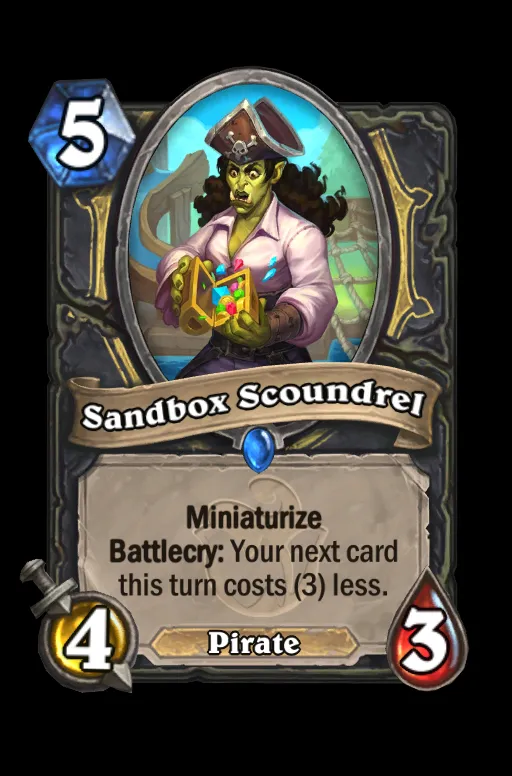 5
Sandbox Scoundrel
Miniaturize
Battlecry: Your next card
this turn costs (3) less.
4
Pirate
3